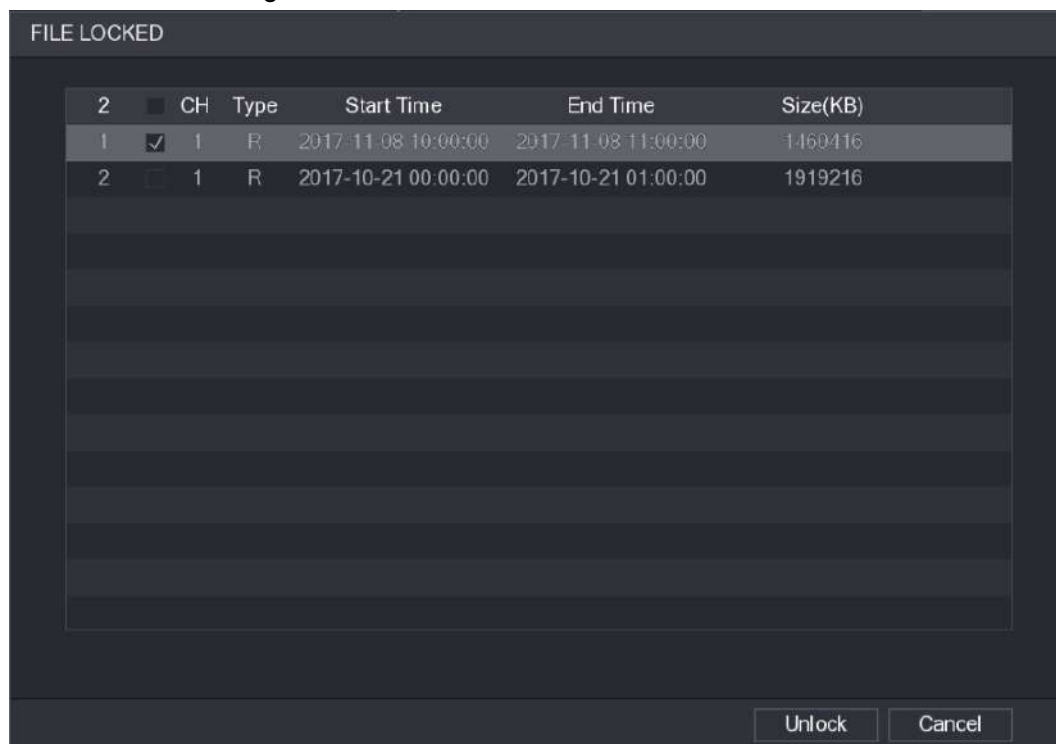 FILE LOCKED
2 CH Type Start Time End Time Size(KB)
1 1 R 2017-11-08 10:00:00 2017-11-08 11:00:00 1460416
2 1 R 2017-10-21 00:00:00 2017-10-21 01:00:00 1919216
Unlock Cancel